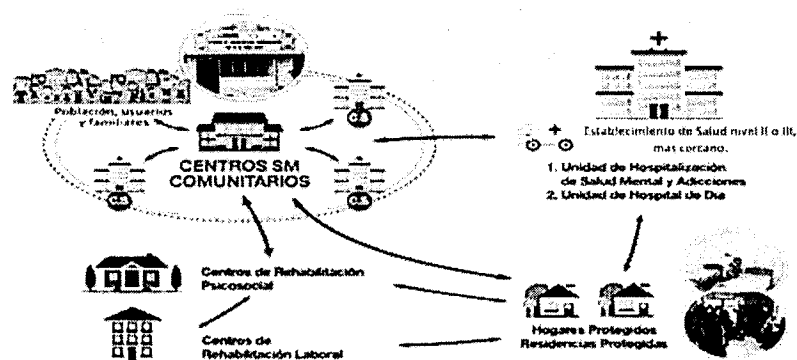 Población, usuarios
y familiares
CENTROS SM
COMUNITARIOS
Establecimiento de Salud nivel II o III,
mas cercano.
1. Unidad de Hospitalización
de Salud Mental y Adicciones
2. Unidad de Hospital de Dia
Centros de Rehabilitación
Psicosocial
Centros de
Rehabilitación Laboral
Hogares Protegidos
Residencias Protegidas